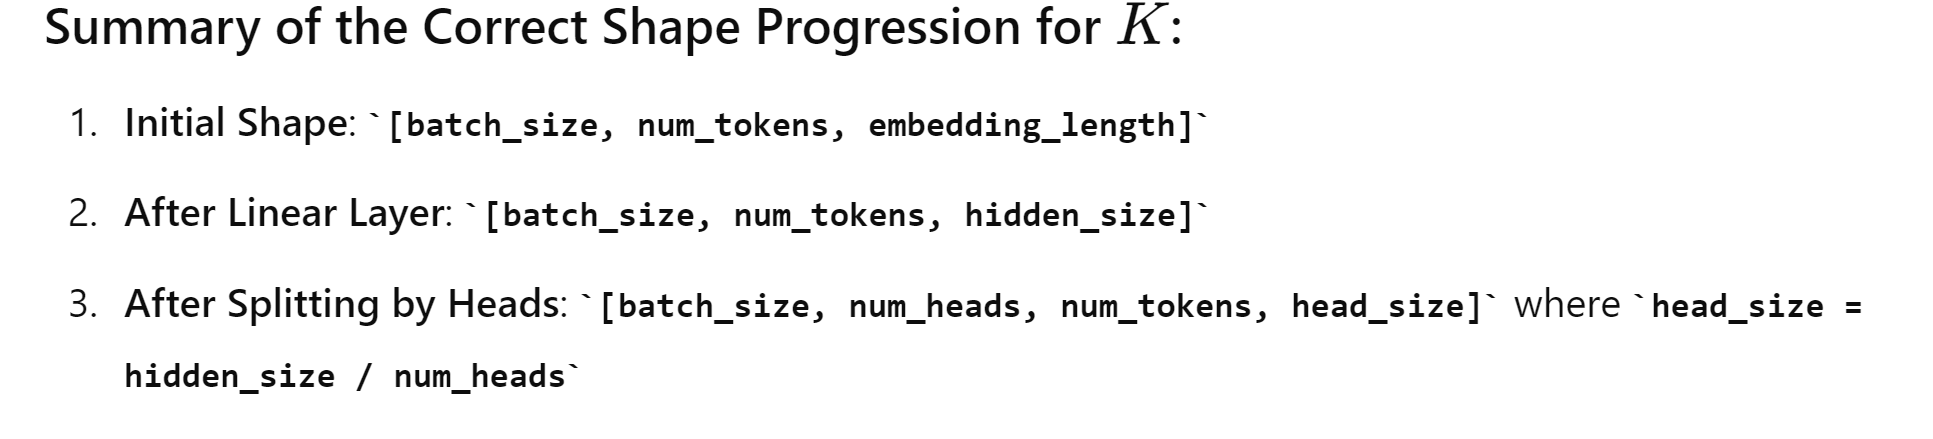 Summary of the Correct Shape Progression for K:
1. Initial Shape: `[batch_size, num_tokens, embedding_length]`
2. After Linear Layer: `[batch_size, num_tokens, hidden_size]`
3. After Splitting by Heads: `[batch_size, num_heads, num_tokens, head_size]` where `head_size =
hidden_size / num_heads`